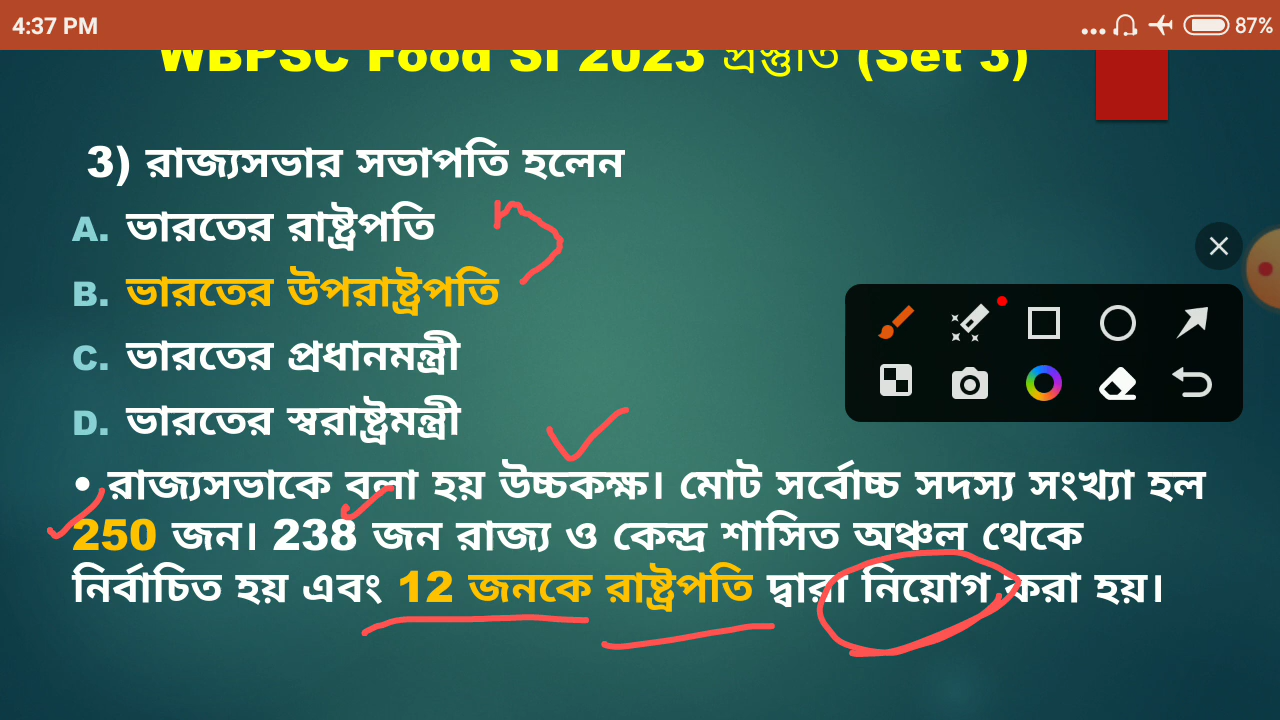 4:37 PM
87%
WBPSC Food SI 2023 প্রস্তুতি (Set 3)
3) রাজ্যসভার সভাপতি হলেন
A. ভারতের রাষ্ট্রপতি
B. ভারতের উপরাষ্ট্রপতি
C. ভারতের প্রধানমন্ত্রী
D. ভারতের স্বরাষ্ট্রমন্ত্রী
• রাজ্যসভাকে বলা হয় উচ্চকক্ষ। মোট সর্বোচ্চ সদস্য সংখ্যা হল
250 জন। 238 জন রাজ্য ও কেন্দ্র শাসিত অঞ্চল থেকে
নির্বাচিত হয় এবং 12 জনকে রাষ্ট্রপতি দ্বারা নিয়োগ করা হয়।